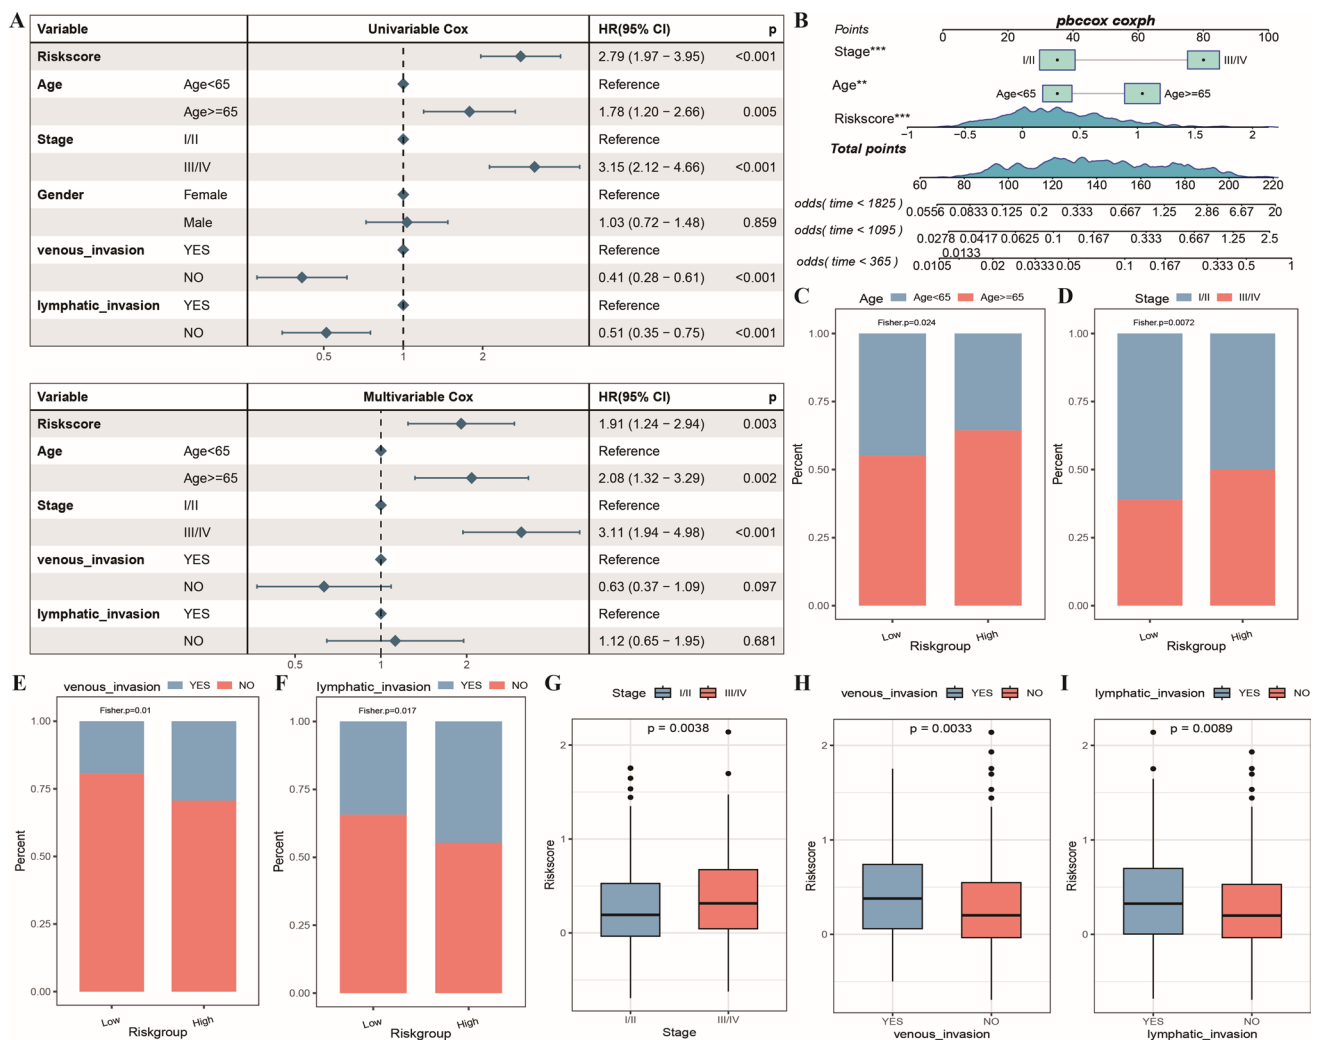 A
Variable Univariable Cox HR(95% CI) p
Riskscore 2.79 (1.97 − 3.95) <0.001
Age Age<65 Reference
Age>=65 1.78 (1.20 − 2.66) 0.005
Stage I/II Reference
III/IV 3.15 (2.12 − 4.66) <0.001
Gender Female Reference
Male 1.03 (0.72 − 1.48) 0.859
venous_invasion YES Reference
NO 0.41 (0.28 − 0.61) <0.001
lymphatic_invasion YES Reference
NO 0.51 (0.35 − 0.75) <0.001
0.5 1 2
Variable Multivariable Cox HR(95% CI) p
Riskscore 1.91 (1.24 − 2.94) 0.003
Age Age<65 Reference
Age>=65 2.08 (1.32 − 3.29) 0.002
Stage I/II Reference
III/IV 3.11 (1.94 − 4.98) <0.001
venous_invasion YES Reference
NO 0.63 (0.37 − 1.09) 0.097
lymphatic_invasion YES Reference
NO 1.12 (0.65 − 1.95) 0.681
0.5 1 2
B
pbccox coxph
Points
0 20 40 60 80 100
Stage***
I/II III/IV
Age**
Age<65 Age>=65
Riskscore***
−1 −0.5 0 0.5 1 1.5 2
Total points
60 80 100 120 140 160 180 200 220
odds( time < 1825 )
0.0556 0.0833 0.125 0.2 0.333 0.667 1.25 2.86 6.67 20
odds( time < 1095 )
0.0278 0.0417 0.0625 0.1 0.167 0.333 0.667 1.25 2.5
odds( time < 365 )
0.0133
0.0105 0.02 0.0333 0.05 0.1 0.167 0.333 0.5 1
C
Age Age<65 Age>=65
Fisher.p=0.024
1.00
0.75
0.50
0.25
0.00
Percent
Low High
Riskgroup
D
Stage I/II III/IV
Fisher.p=0.0072
1.00
0.75
0.50
0.25
0.00
Percent
Low High
Riskgroup
E
venous_invasion YES NO
Fisher.p=0.01
1.00
0.75
0.50
0.25
0.00
Percent
Low High
Riskgroup
F
lymphatic_invasion YES NO
Fisher.p=0.017
1.00
0.75
0.50
0.25
0.00
Percent
Low High
Riskgroup
G
Stage I/II III/IV
p = 0.0038
2
1
0
Riskscore
I/II III/IV
Stage
H
venous_invasion YES NO
p = 0.0033
2
1
0
Riskscore
YES NO
venous_invasion
I
lymphatic_invasion YES NO
p = 0.0089
2
1
0
Riskscore
YES NO
lymphatic_invasion